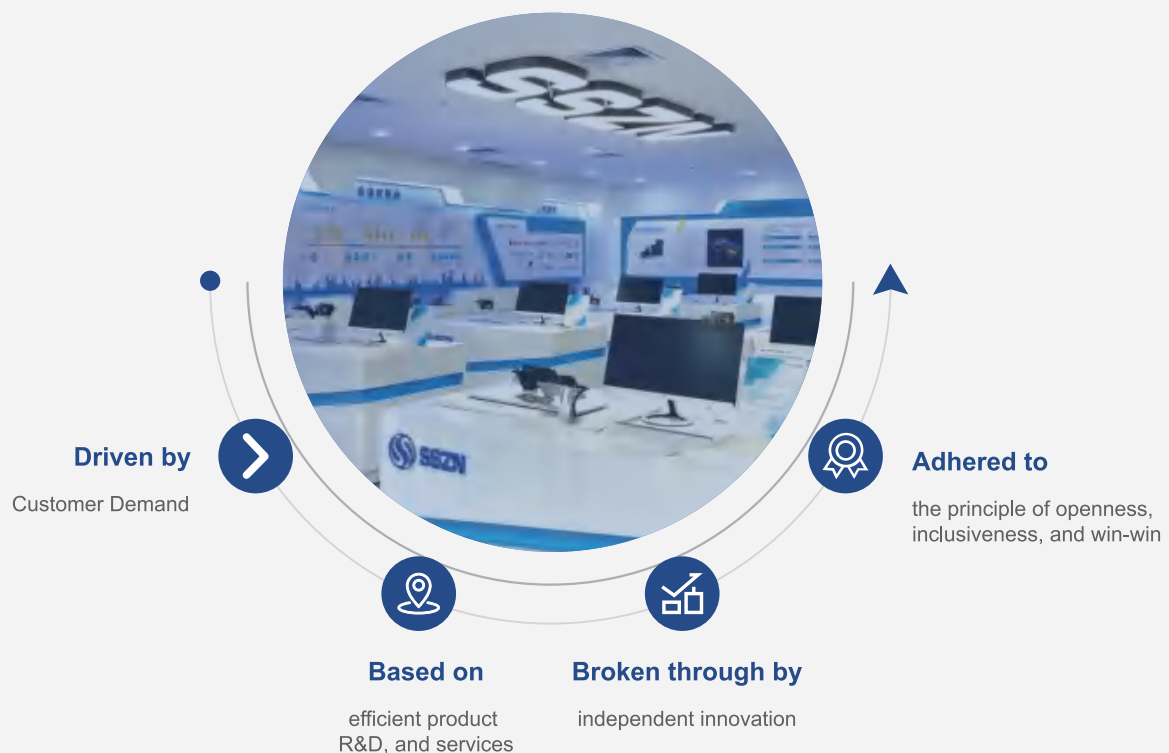 SSZN
SSZN
Driven by
Customer Demand
Based on
efficient product
R&D, and services
Broken through by
independent innovation
Adhered to
the principle of openness,
inclusiveness, and win-win